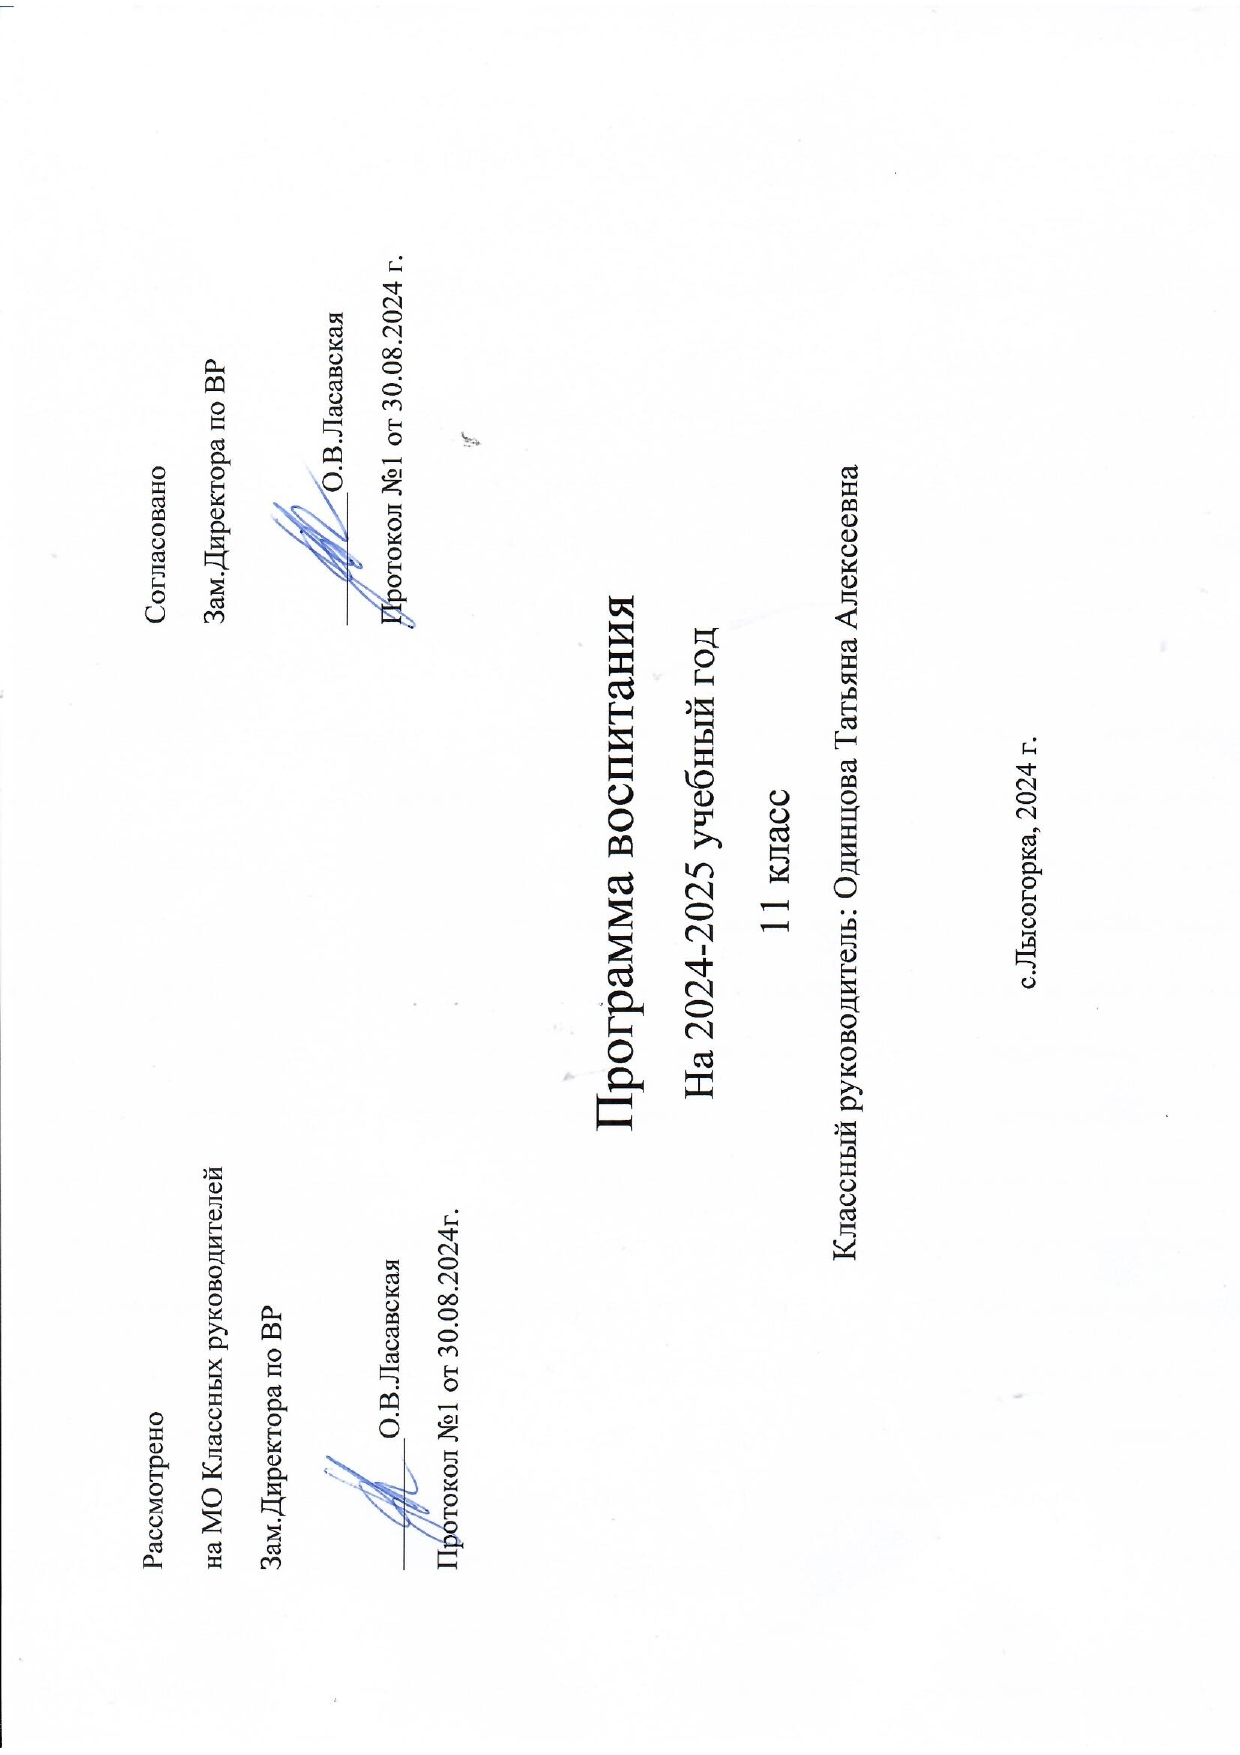 Рассмотрено
на МО Классных руководителей
Зам.Директора по ВР
О.В.Ласавская
Протокол №1 от 30.08.2024г.
Согласовано
Зам.Директора по ВР
О.В.Ласавская
Протокол №1 от 30.08.2024 г.
Программа воспитания
На 2024-2025 учебный год
11 класс
Классный руководитель: Одинцова Татьяна Алексеевна
с.Лысогорка, 2024 г.